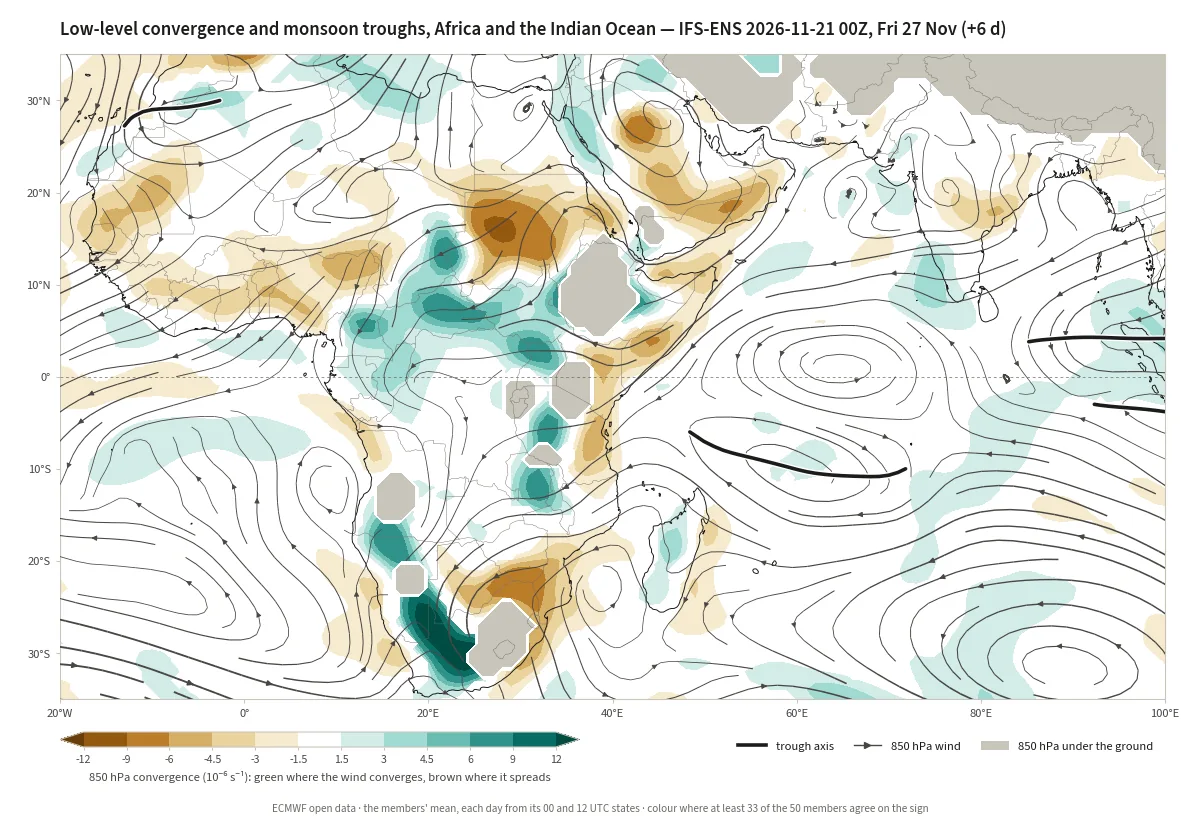 Low-level convergence and monsoon troughs, Africa and the Indian Ocean — IFS-ENS 2026-11-21 00Z, Fri 27 Nov (+6 d)
30°N
20°N
10°N
0°
10°S
20°S
30°S
20°W 0° 20°E 40°E 60°E 80°E 100°E
-12 -9 -6 -4.5 -3 -1.5 1.5 3 4.5 6 9 12
850 hPa convergence (10⁻⁶ s⁻¹): green where the wind converges, brown where it spreads
trough axis 850 hPa wind 850 hPa under the ground
ECMWF open data · the members' mean, each day from its 00 and 12 UTC states · colour where at least 33 of the 50 members agree on the sign